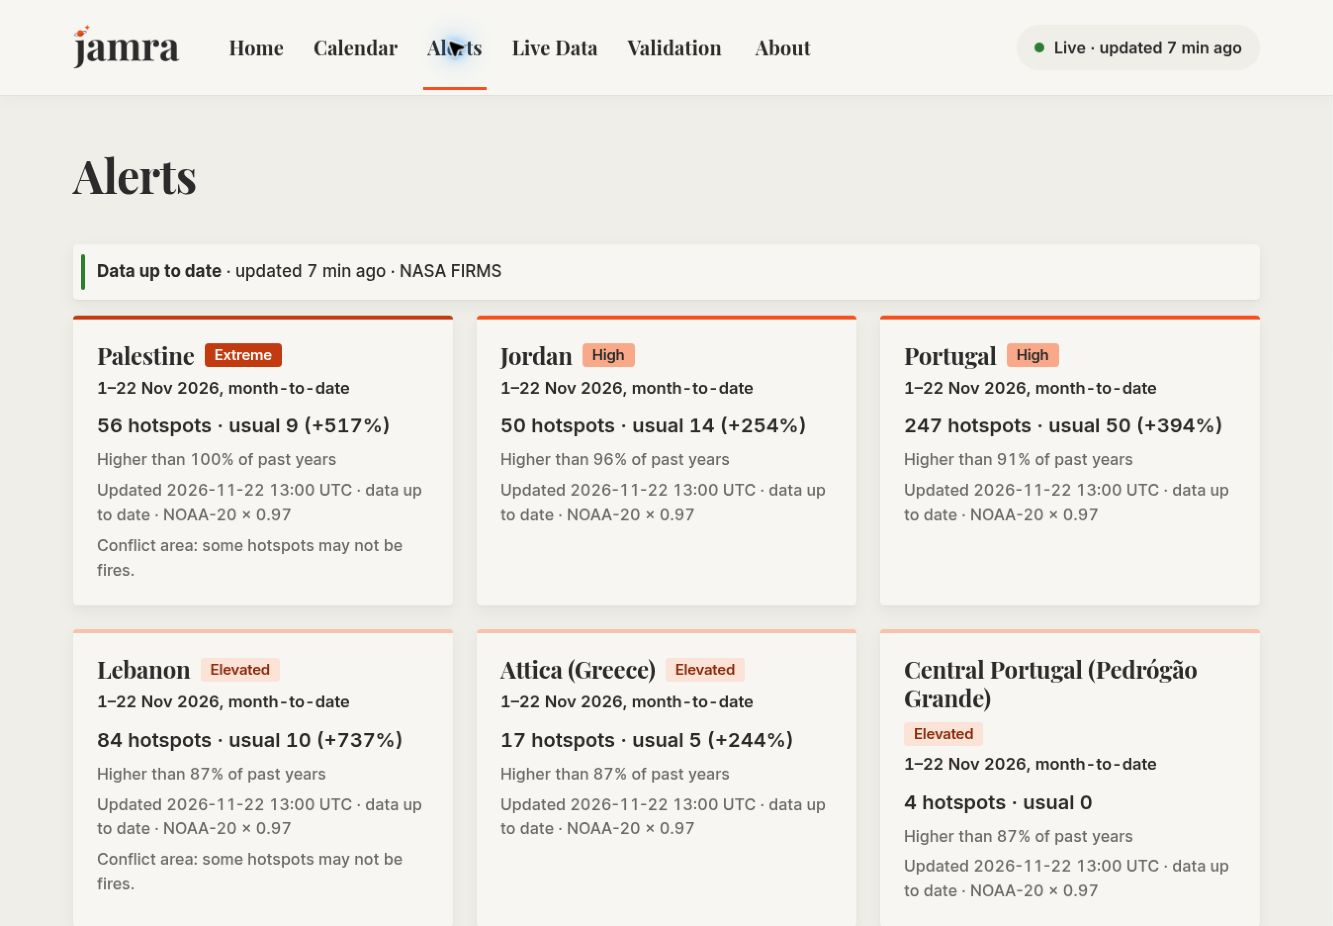 jamra
Home
Calendar
Alerts
Live Data
Validation
About
Live · updated 7 min ago
Alerts
Data up to date · updated 7 min ago · NASA FIRMS
Palestine Extreme
1–22 Nov 2026, month-to-date
56 hotspots · usual 9 (+517%)
Higher than 100% of past years
Updated 2026-11-22 13:00 UTC · data up
to date · NOAA-20 × 0.97
Conflict area: some hotspots may not be
fires.
Jordan High
1–22 Nov 2026, month-to-date
50 hotspots · usual 14 (+254%)
Higher than 96% of past years
Updated 2026-11-22 13:00 UTC · data up
to date · NOAA-20 × 0.97
Portugal High
1–22 Nov 2026, month-to-date
247 hotspots · usual 50 (+394%)
Higher than 91% of past years
Updated 2026-11-22 13:00 UTC · data up
to date · NOAA-20 × 0.97
Lebanon Elevated
1–22 Nov 2026, month-to-date
84 hotspots · usual 10 (+737%)
Higher than 87% of past years
Updated 2026-11-22 13:00 UTC · data up
to date · NOAA-20 × 0.97
Conflict area: some hotspots may not be
fires.
Attica (Greece) Elevated
1–22 Nov 2026, month-to-date
17 hotspots · usual 5 (+244%)
Higher than 87% of past years
Updated 2026-11-22 13:00 UTC · data up
to date · NOAA-20 × 0.97
Central Portugal (Pedrógão
Grande)
Elevated
1–22 Nov 2026, month-to-date
4 hotspots · usual 0
Higher than 87% of past years
Updated 2026-11-22 13:00 UTC · data up
to date · NOAA-20 × 0.97